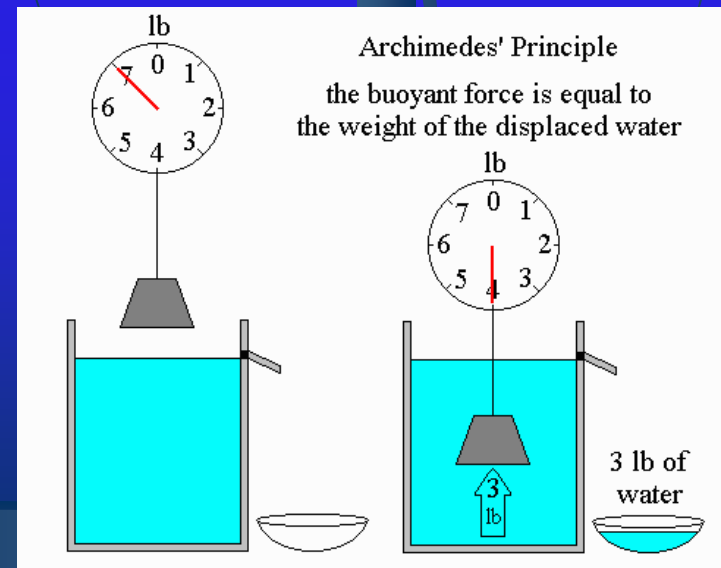 lb
0
1
2
3
4
5
6
7
Archimedes' Principle
the buoyant force is equal to
the weight of the displaced water
lb
0
1
2
3
4
5
6
7
3
lb
3 lb of
water